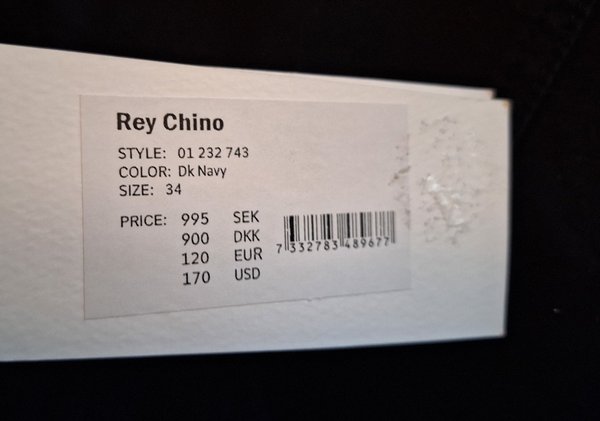 Rey Chino
STYLE: 01 232 743
COLOR: Dk Navy
SIZE: 34
PRICE: 995 SEK
900 DKK
120 EUR
170 USD
7 332783 489677